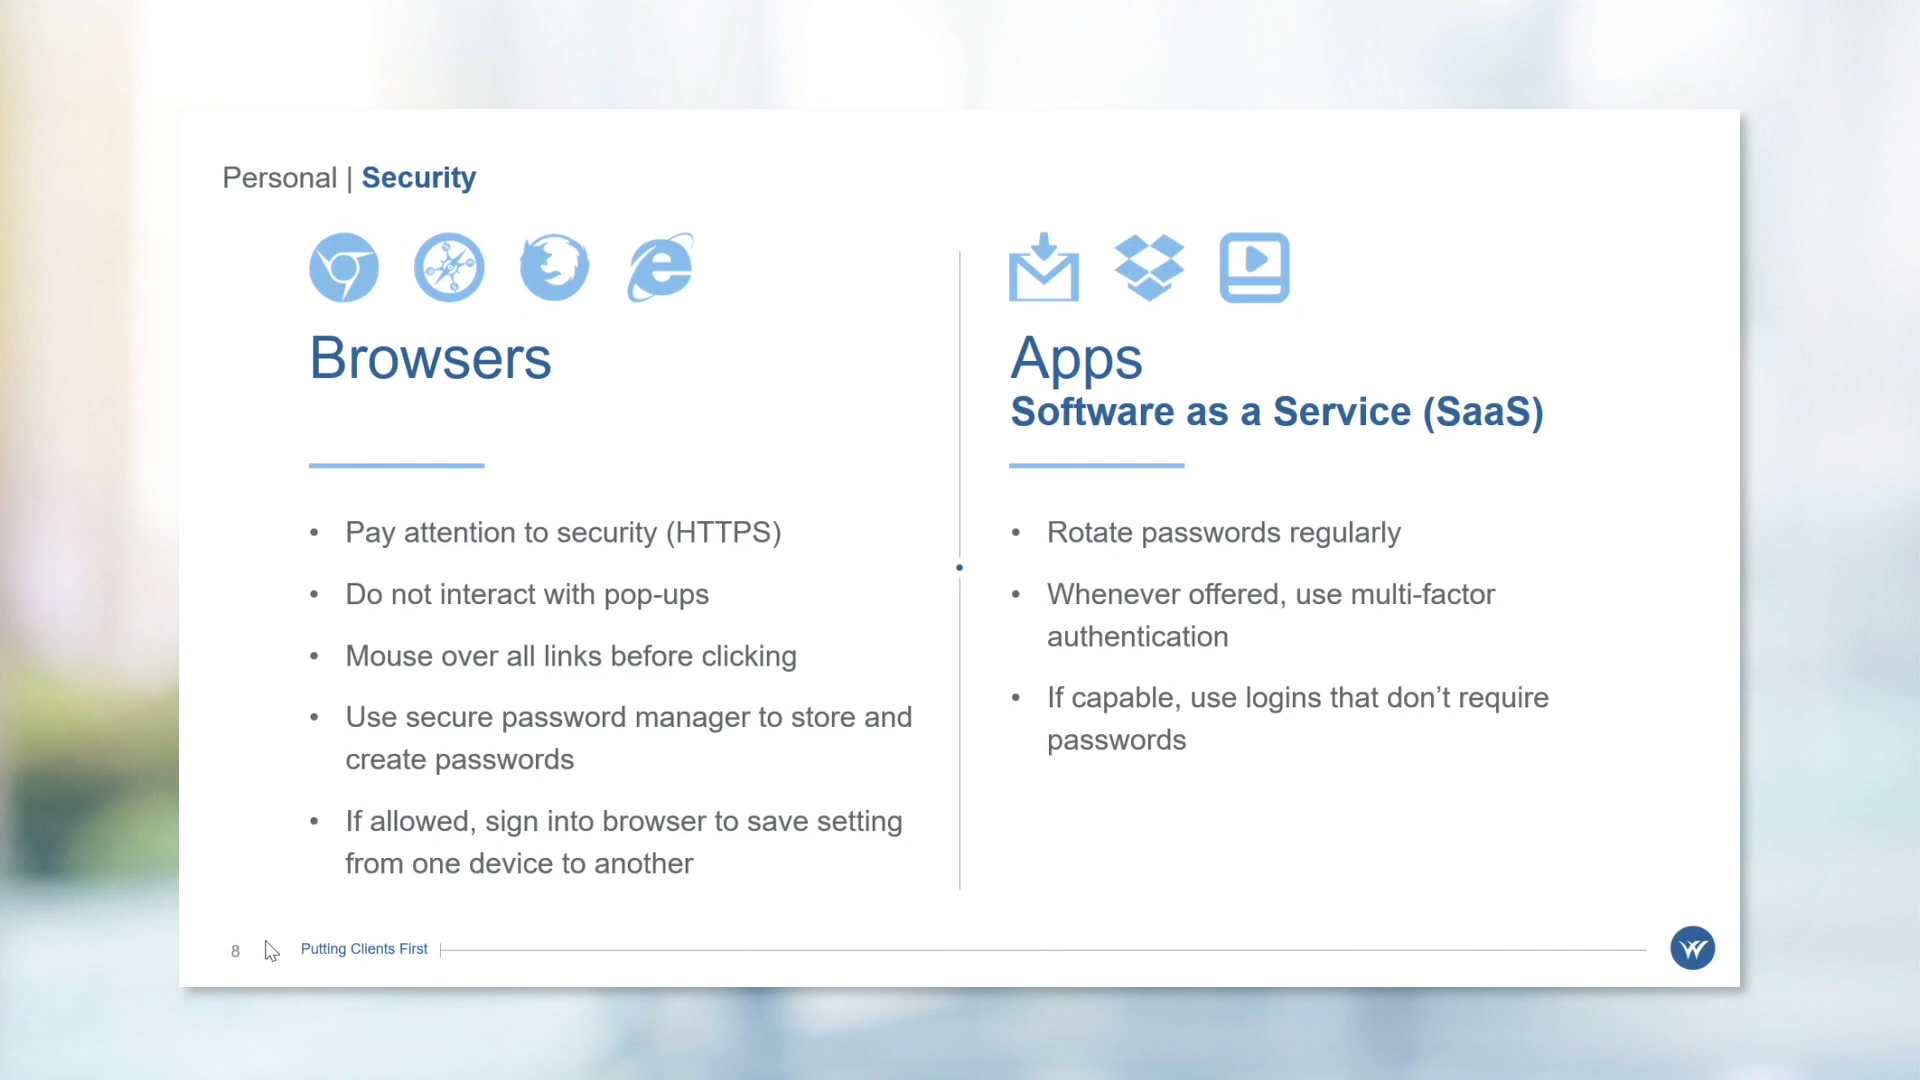 Personal | Security
Browsers
• Pay attention to security (HTTPS)
• Do not interact with pop-ups
• Mouse over all links before clicking
• Use secure password manager to store and
create passwords
• If allowed, sign into browser to save setting
from one device to another
Apps
Software as a Service (SaaS)
• Rotate passwords regularly
• Whenever offered, use multi-factor
authentication
• If capable, use logins that don’t require
passwords
8 Putting Clients First